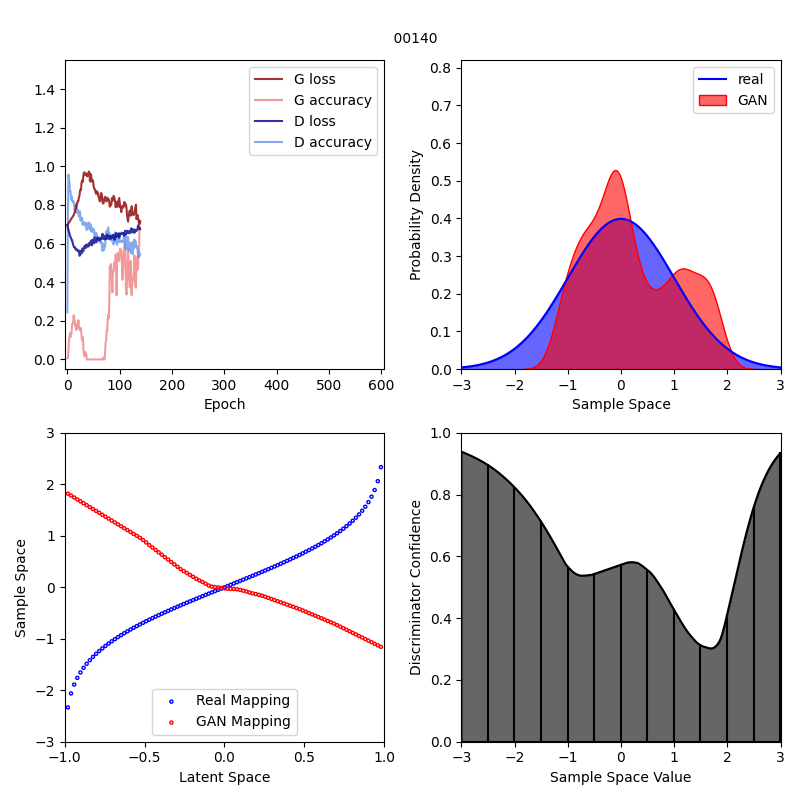 00140
1.4
1.2
1.0
0.8
0.6
0.4
0.2
0.0
0 100 200 300 400 500 600
Epoch
G loss
G accuracy
D loss
D accuracy
0.8
0.7
0.6
0.5
0.4
0.3
0.2
0.1
0.0
Probability Density
−3 −2 −1 0 1 2 3
Sample Space
real
GAN
3
2
1
0
−1
−2
−3
Sample Space
−1.0 −0.5 0.0 0.5 1.0
Latent Space
Real Mapping
GAN Mapping
1.0
0.8
0.6
0.4
0.2
0.0
Discriminator Confidence
−3 −2 −1 0 1 2 3
Sample Space Value